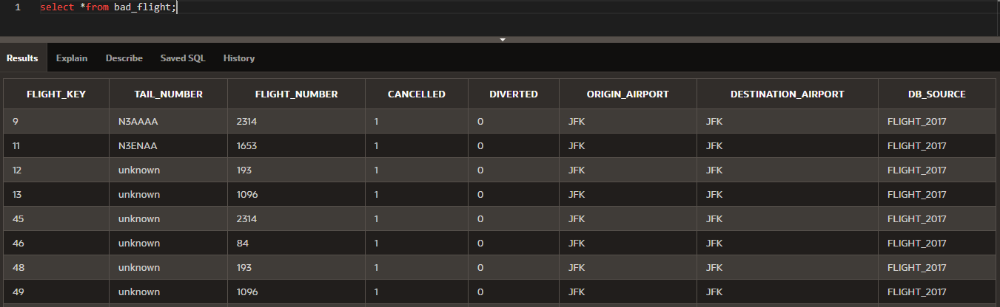 1 select *from bad_flight;
Results Explain Describe Saved SQL History
FLIGHT_KEY TAIL_NUMBER FLIGHT_NUMBER CANCELLED DIVERTED ORIGIN_AIRPORT DESTINATION_AIRPORT DB_SOURCE
9 N3AAAA 2314 1 0 JFK JFK FLIGHT_2017
11 N3ENAA 1653 1 0 JFK JFK FLIGHT_2017
12 unknown 193 1 0 JFK JFK FLIGHT_2017
13 unknown 1096 1 0 JFK JFK FLIGHT_2017
45 unknown 2314 1 0 JFK JFK FLIGHT_2017
46 unknown 84 1 0 JFK JFK FLIGHT_2017
48 unknown 193 1 0 JFK JFK FLIGHT_2017
49 unknown 1096 1 0 JFK JFK FLIGHT_2017